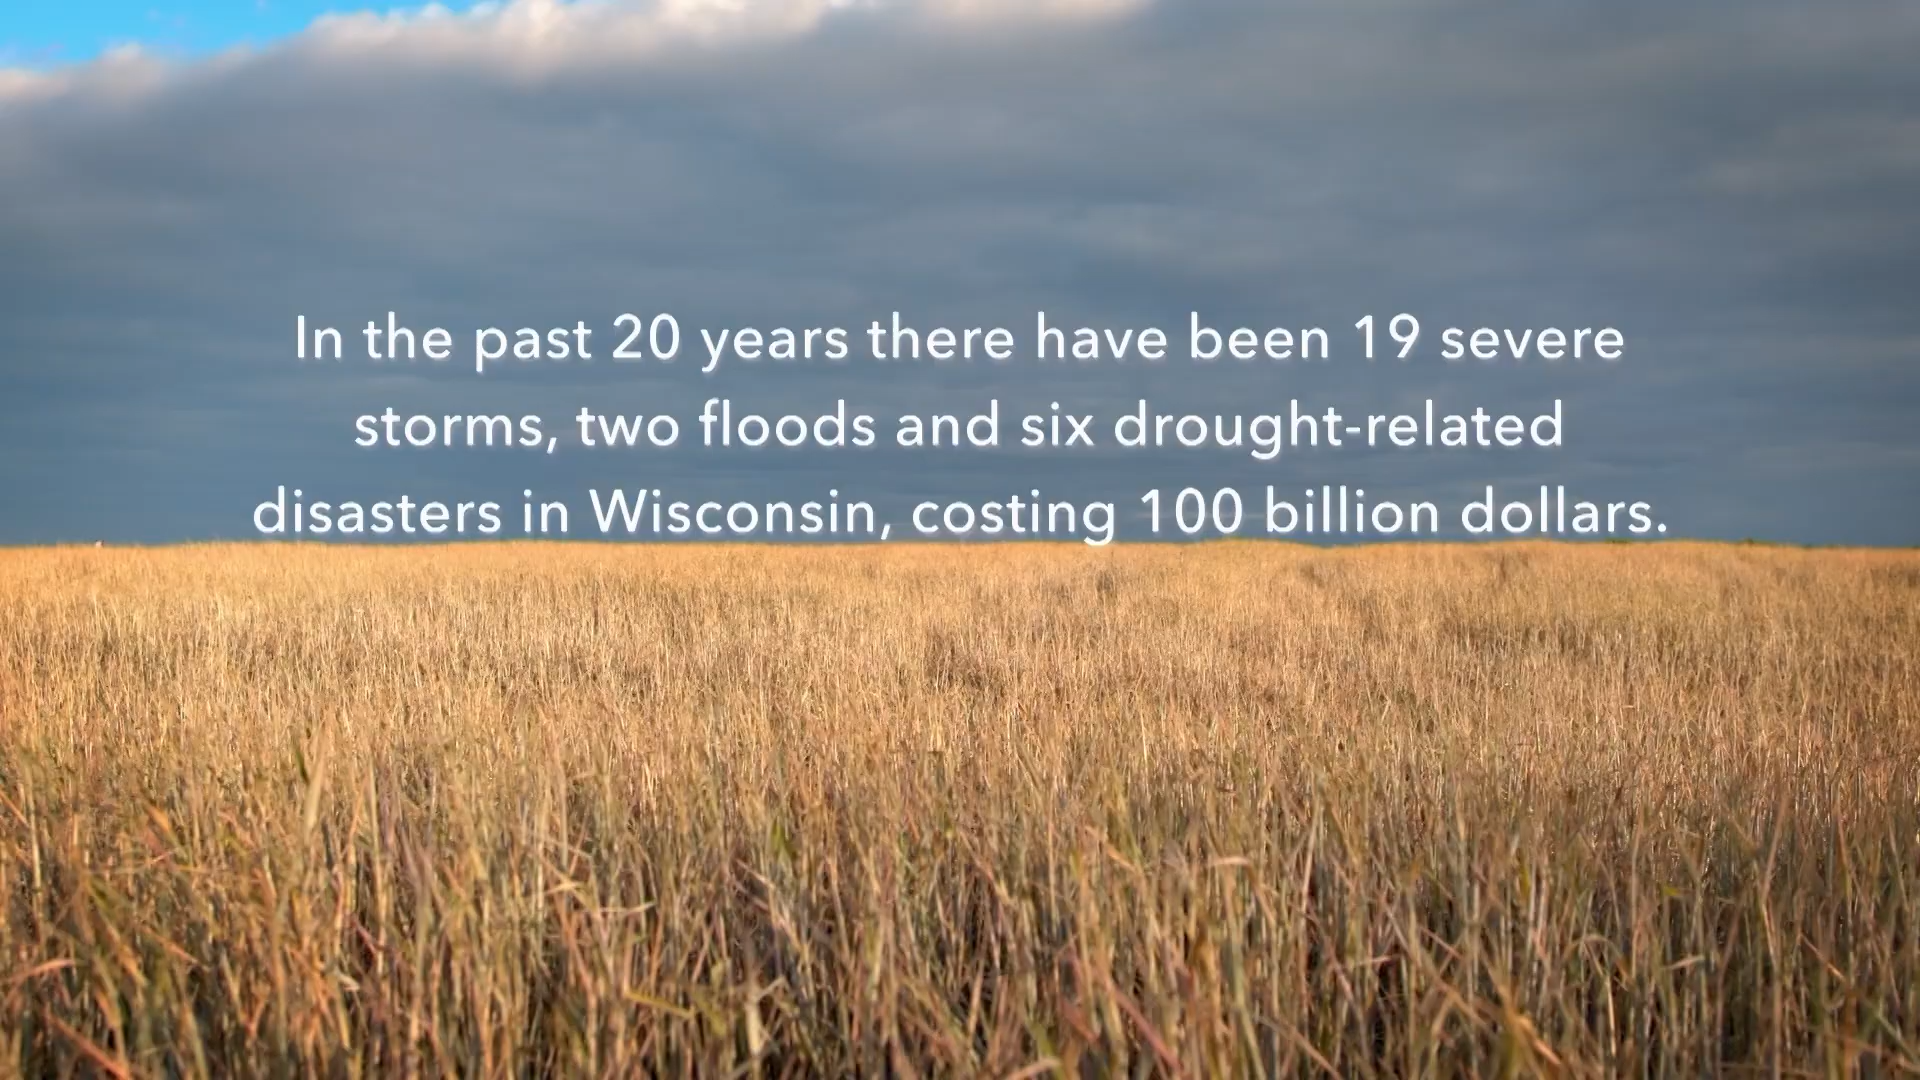 In the past 20 years there have been 19 severe
storms, two floods and six drought-related
disasters in Wisconsin, costing 100 billion dollars.